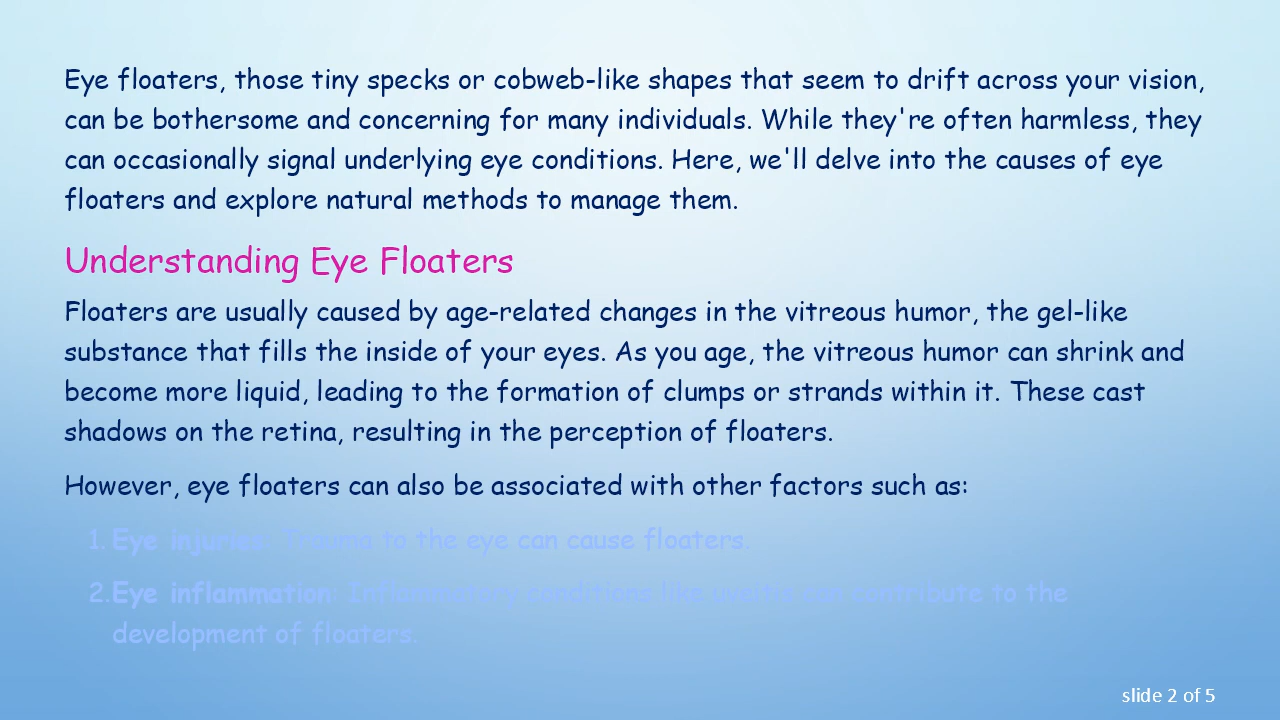 Eye floaters, those tiny specks or cobweb-like shapes that seem to drift across your vision,
can be bothersome and concerning for many individuals. While they're often harmless, they
can occasionally signal underlying eye conditions. Here, we'll delve into the causes of eye
floaters and explore natural methods to manage them.
Understanding Eye Floaters
Floaters are usually caused by age-related changes in the vitreous humor, the gel-like
substance that fills the inside of your eyes. As you age, the vitreous humor can shrink and
become more liquid, leading to the formation of clumps or strands within it. These cast
shadows on the retina, resulting in the perception of floaters.
However, eye floaters can also be associated with other factors such as:
1. Eye injuries: Trauma to the eye can cause floaters.
2. Eye inflammation: Inflammatory conditions like uveitis can contribute to the
development of floaters.
slide 2 of 5